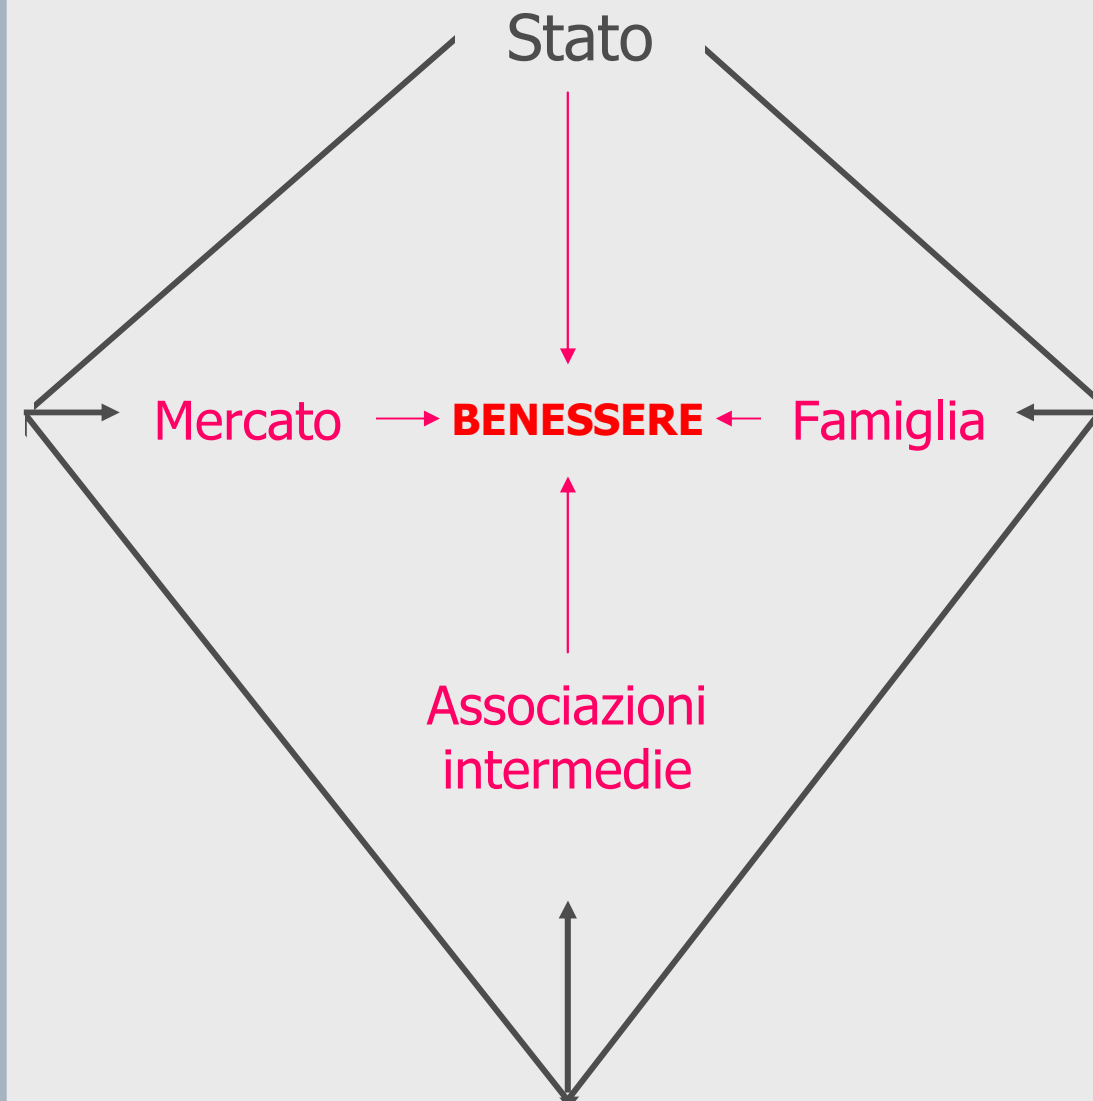 Stato
Mercato
BENESSERE
Famiglia
Associazioni
intermedie